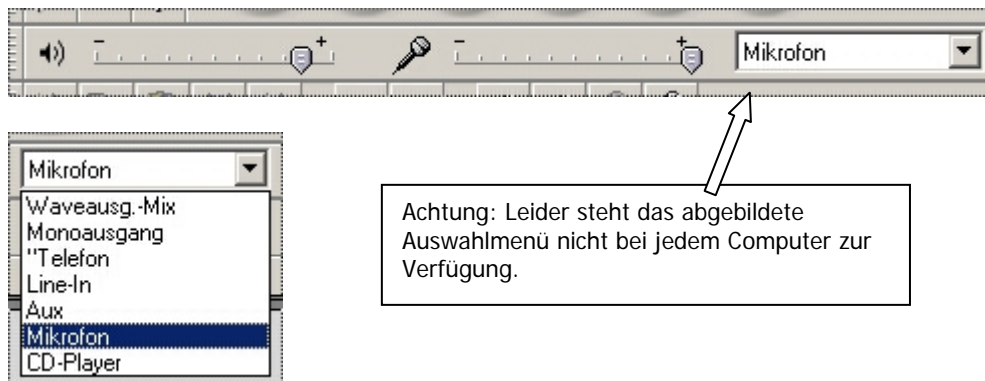 - + - + Mikrofon
Mikrofon
Waveausg.-Mix
Monoausgang
"Telefon
Line-In
Aux
Mikrofon
CD-Player
Achtung: Leider steht das abgebildete
Auswahlmenü nicht bei jedem Computer zur
Verfügung.